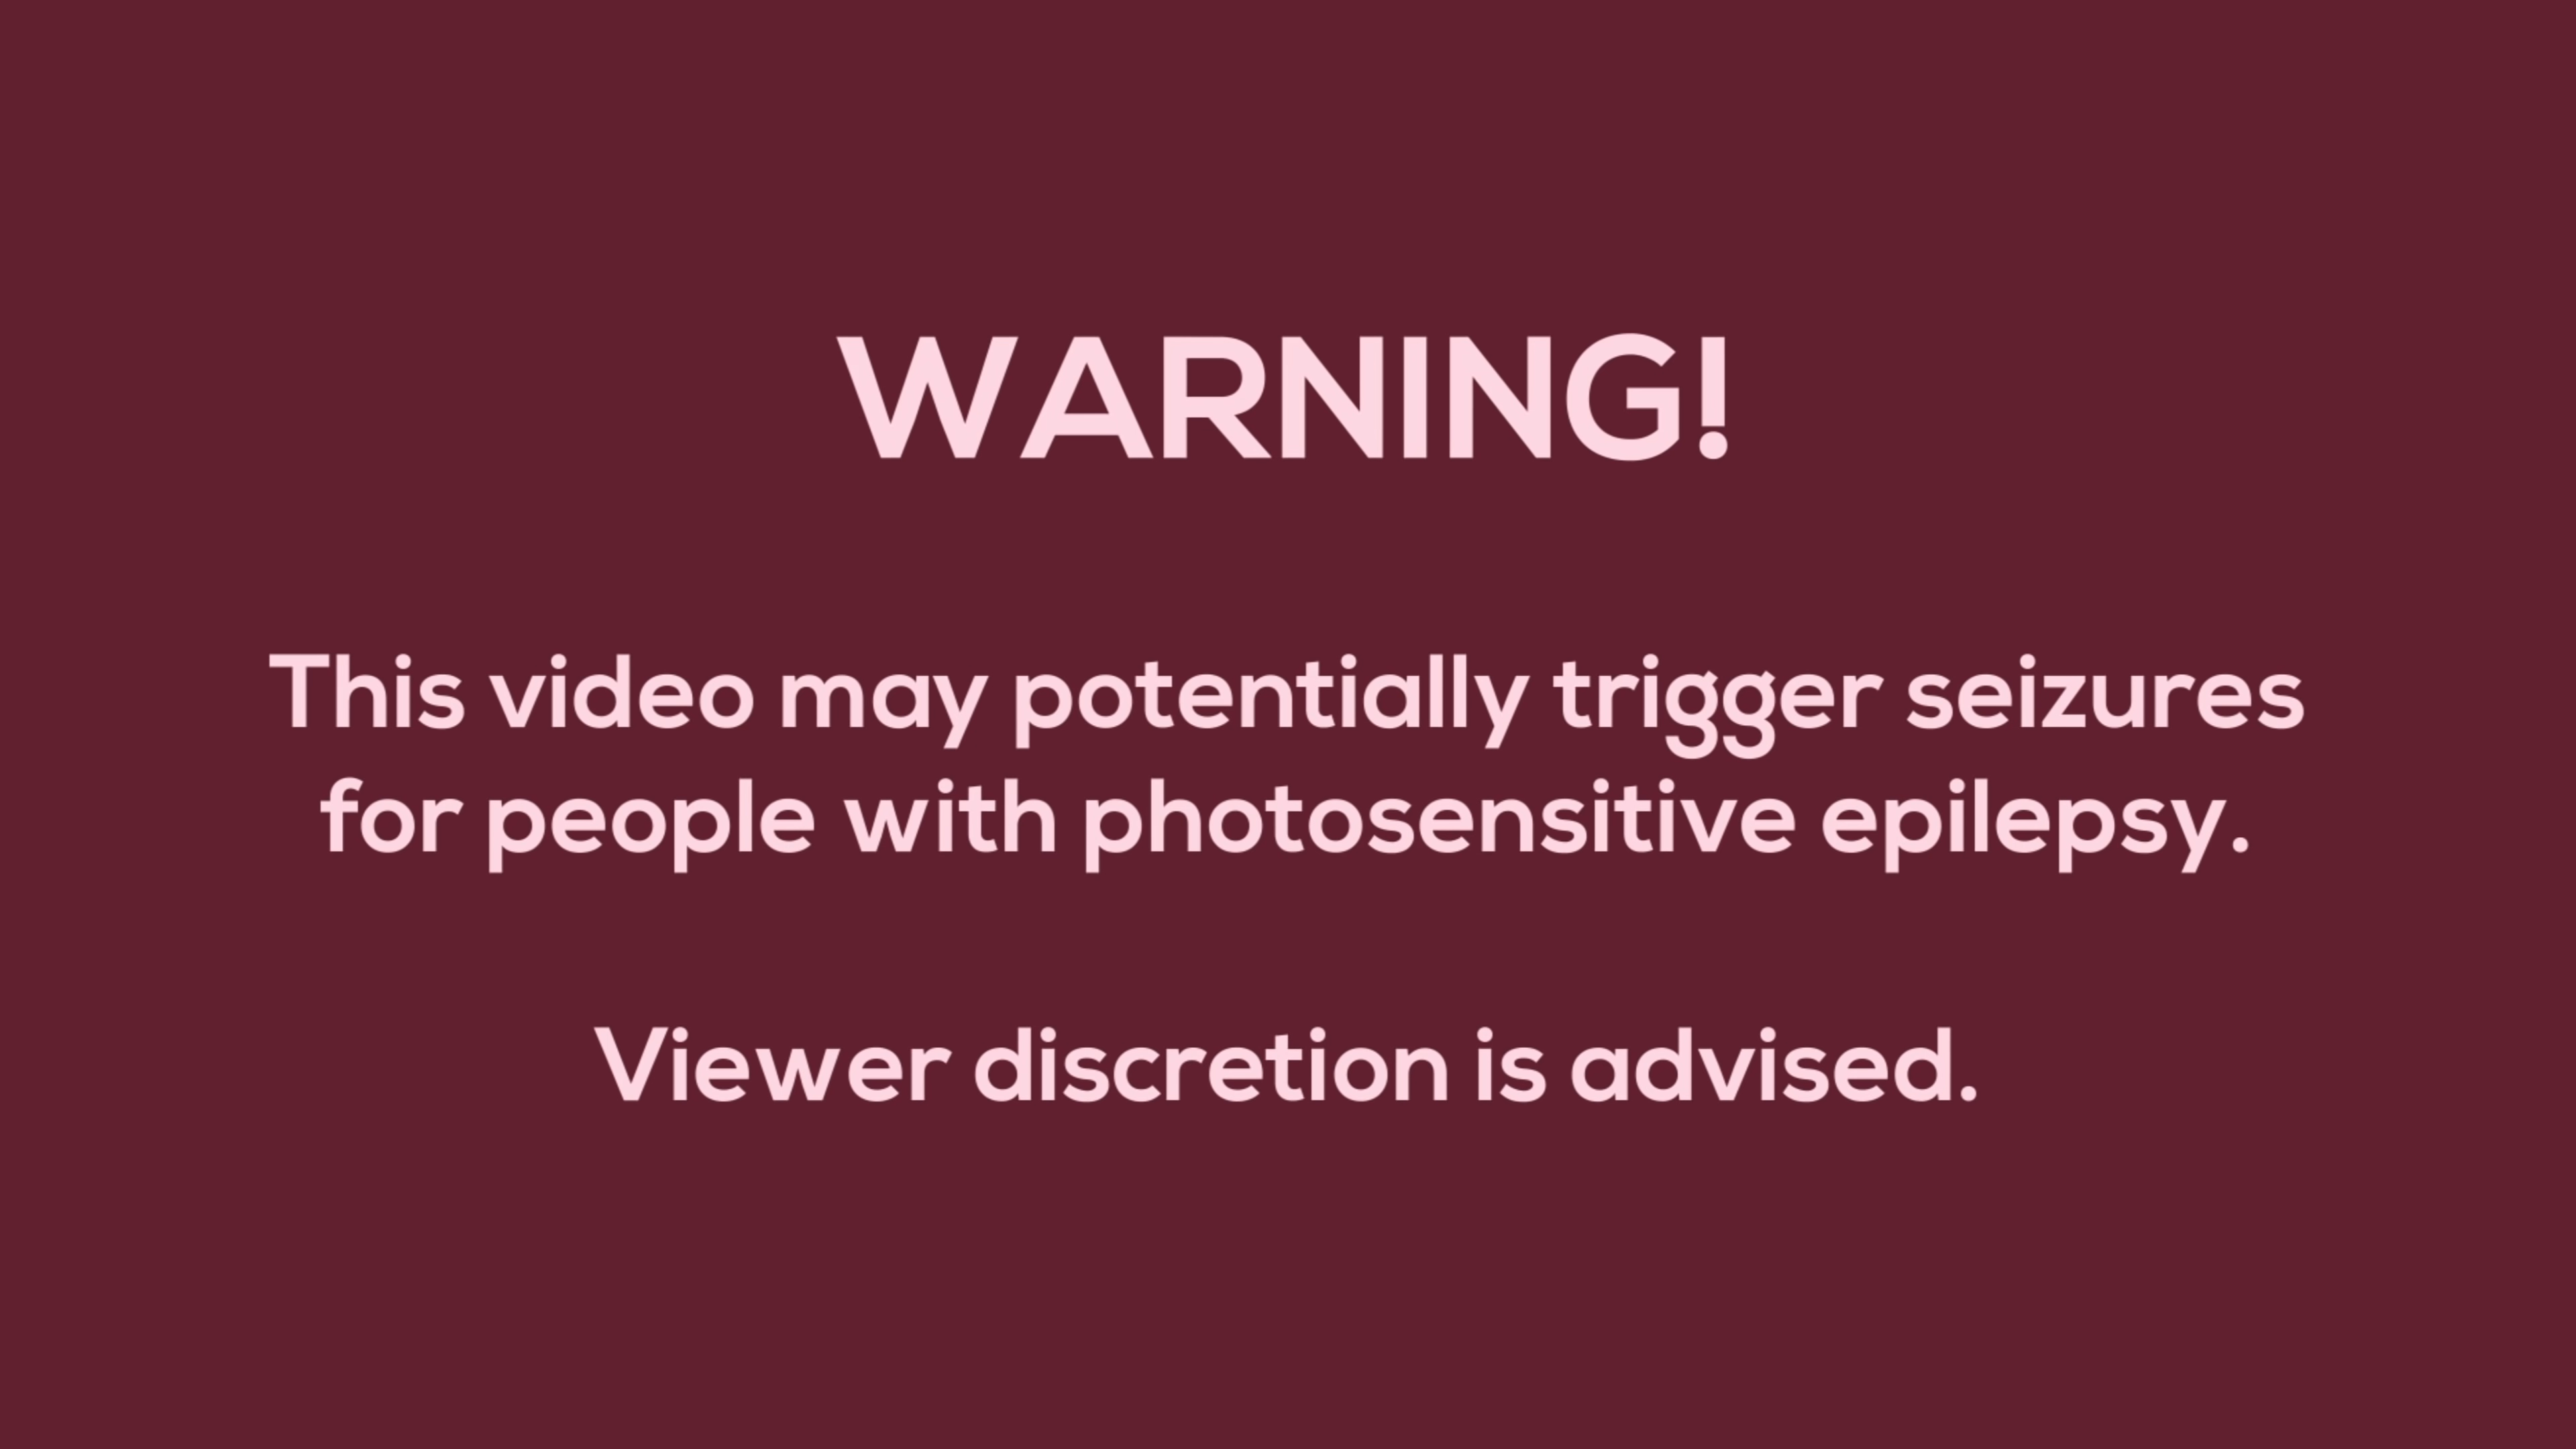 WARNING!
This video may potentially trigger seizures
for people with photosensitive epilepsy.
Viewer discretion is advised.